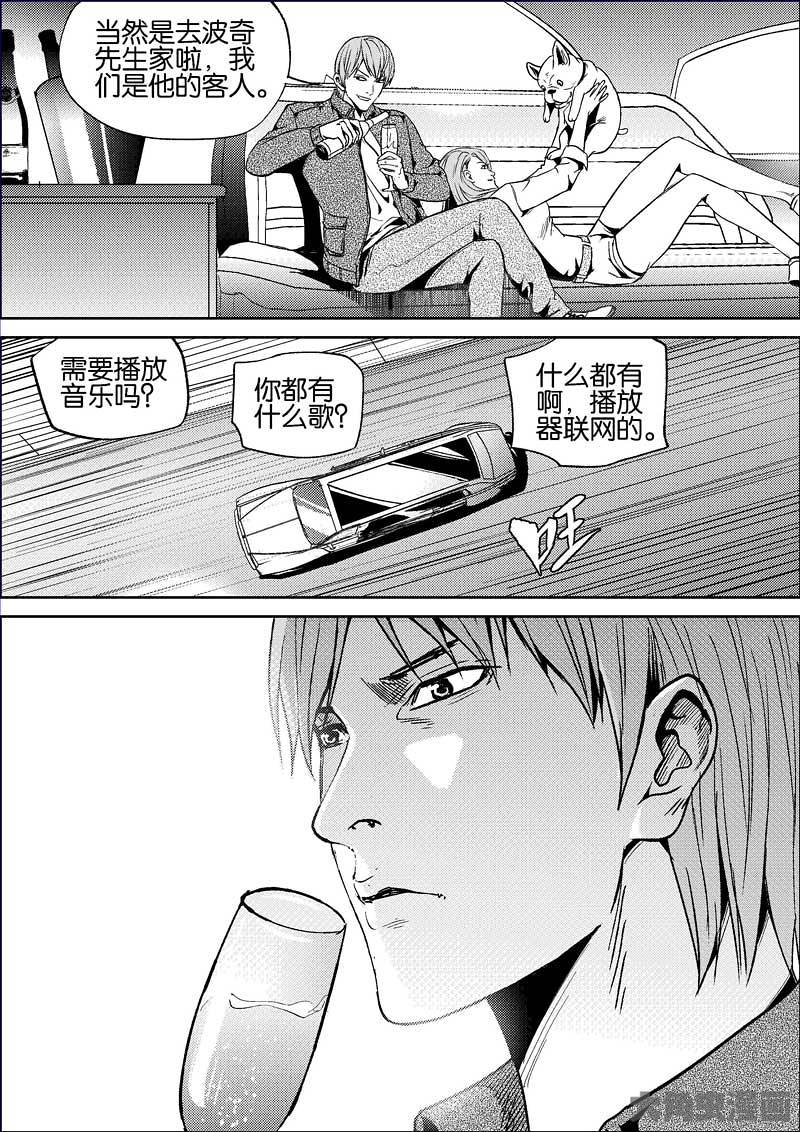 当然是去波奇
先生家啦，我
们是他的客人。
需要播放
音乐吗？
你都有
什么歌？
什么都有
啊，播放
器联网的。
旺